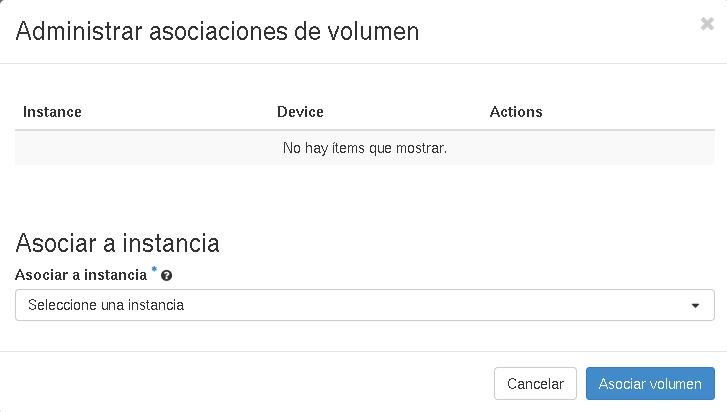 Administrar asociaciones de volumen
Instance Device Actions
No hay ítems que mostrar.
Asociar a instancia
Asociar a instancia *
Seleccione una instancia
Cancelar Asociar volumen